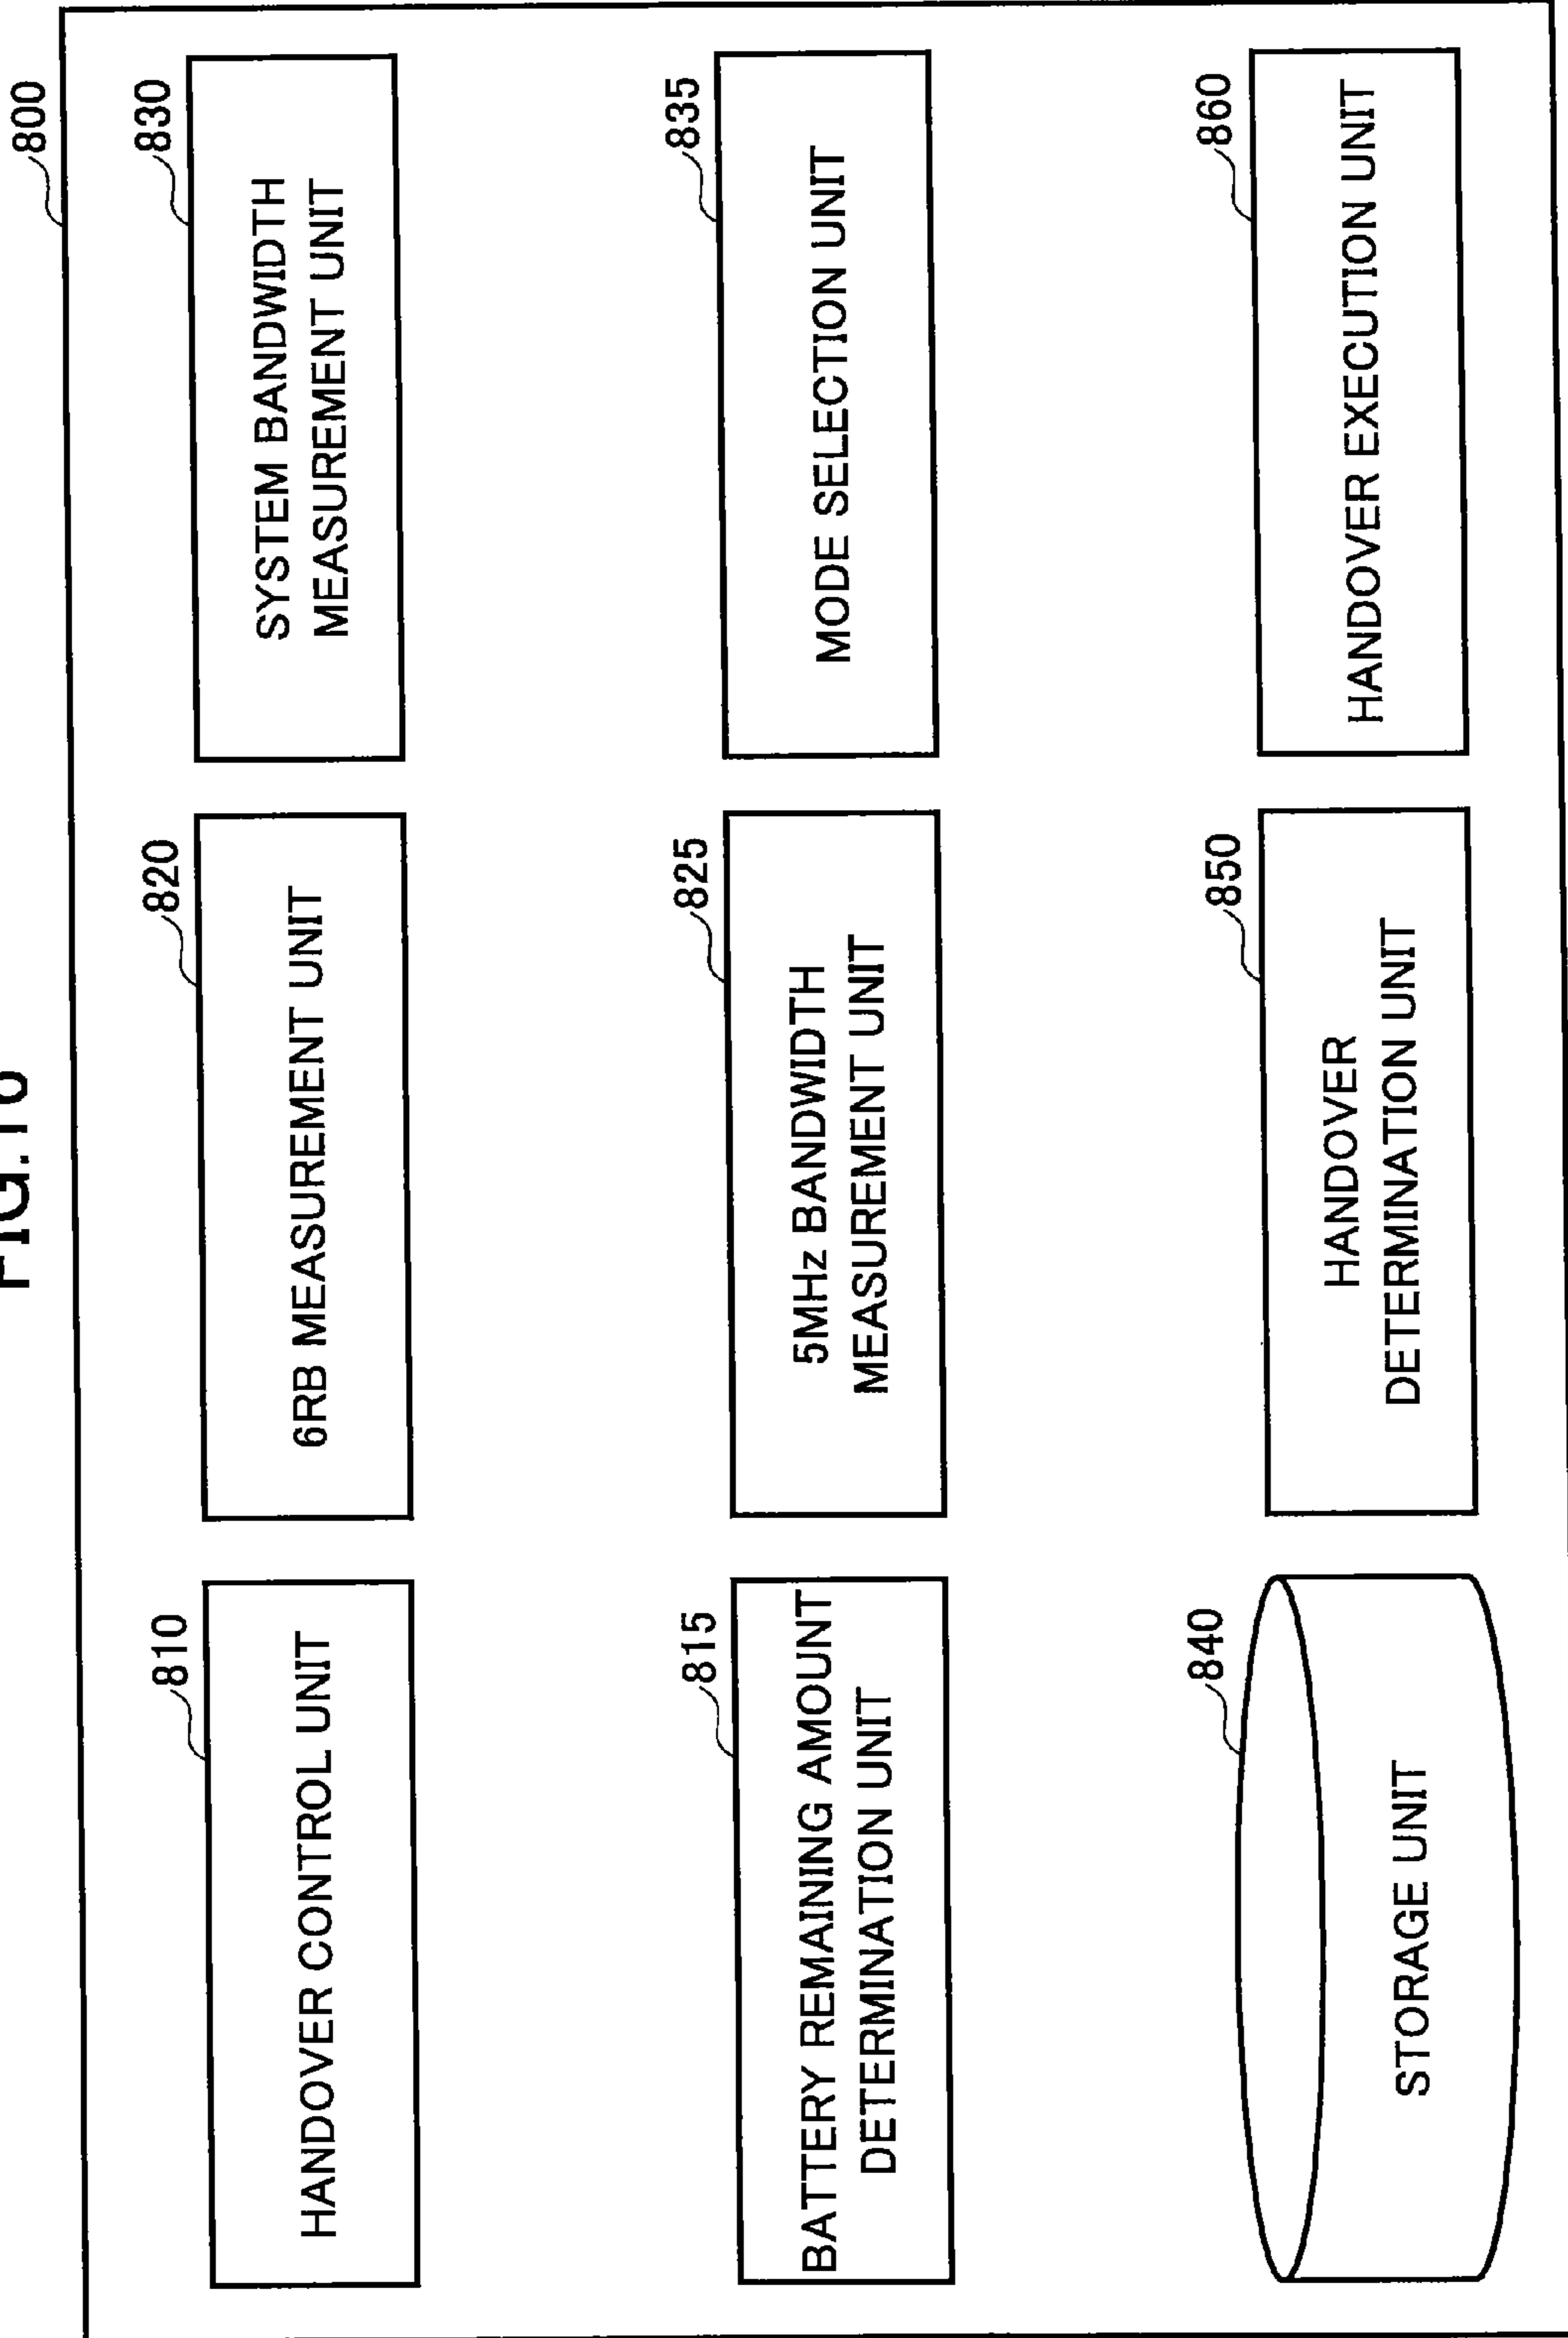 800
810
HANDOVER CONTROL UNIT
820
6RB MEASUREMENT UNIT
830
SYSTEM BANDWIDTH
MEASUREMENT UNIT
815
BATTERY REMAINING AMOUNT
DETERMINATION UNIT
825
5MHz BANDWIDTH
MEASUREMENT UNIT
835
MODE SELECTION UNIT
840
STORAGE UNIT
850
HANDOVER
DETERMINATION UNIT
860
HANDOVER EXECUTION UNIT